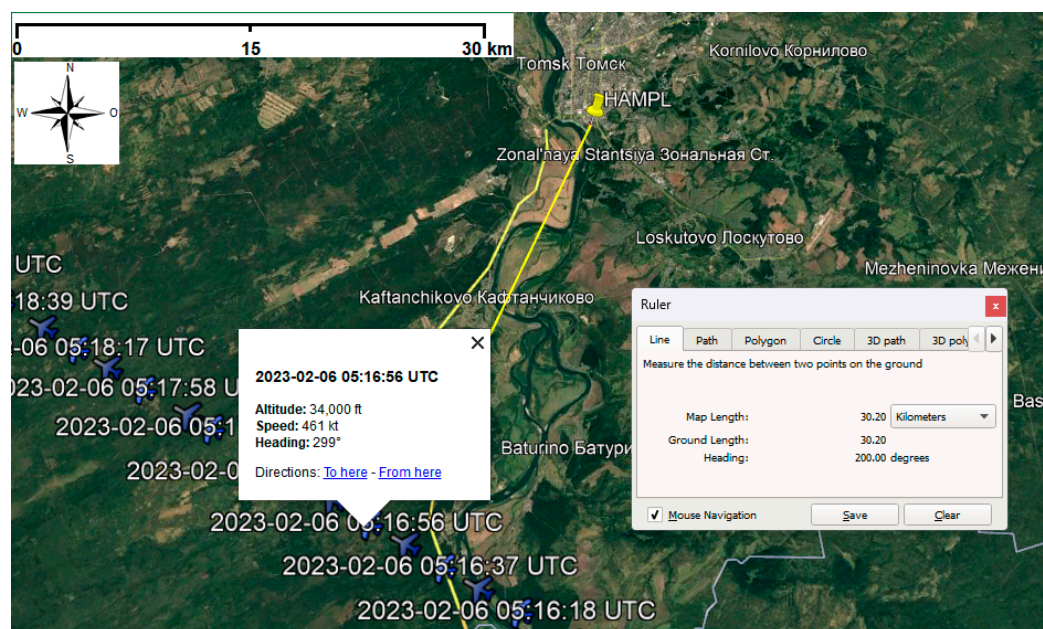 0 15 30 km
N
W O
S
Tomsk Томск
Kornilovo Корнилово
HAMPL
Zonal'naya Stantsiya Зональная Ст.
Loskutovo Лоскутово
Mezheninovka Межени
UTC
18:39 UTC
Kaftanchikovo Кафтанчиково
-06 05:18:17 UTC
023-02-06 05:17:58 U
2023-02-06 05:1
2023-02-0
2023-02-06 05:16:56 UTC
Altitude: 34,000 ft
Speed: 461 kt
Heading: 299°
Directions: To here - From here
Baturino Батури
Bas
2023-02-06 05:16:56 UTC
2023-02-06 05:16:37 UTC
2023-02-06 05:16:18 UTC
Ruler
x
Line Path Polygon Circle 3D path 3D poly
Measure the distance between two points on the ground
Map Length: 30.20 Kilometers
Ground Length: 30.20
Heading: 200.00 degrees
Mouse Navigation Save Clear